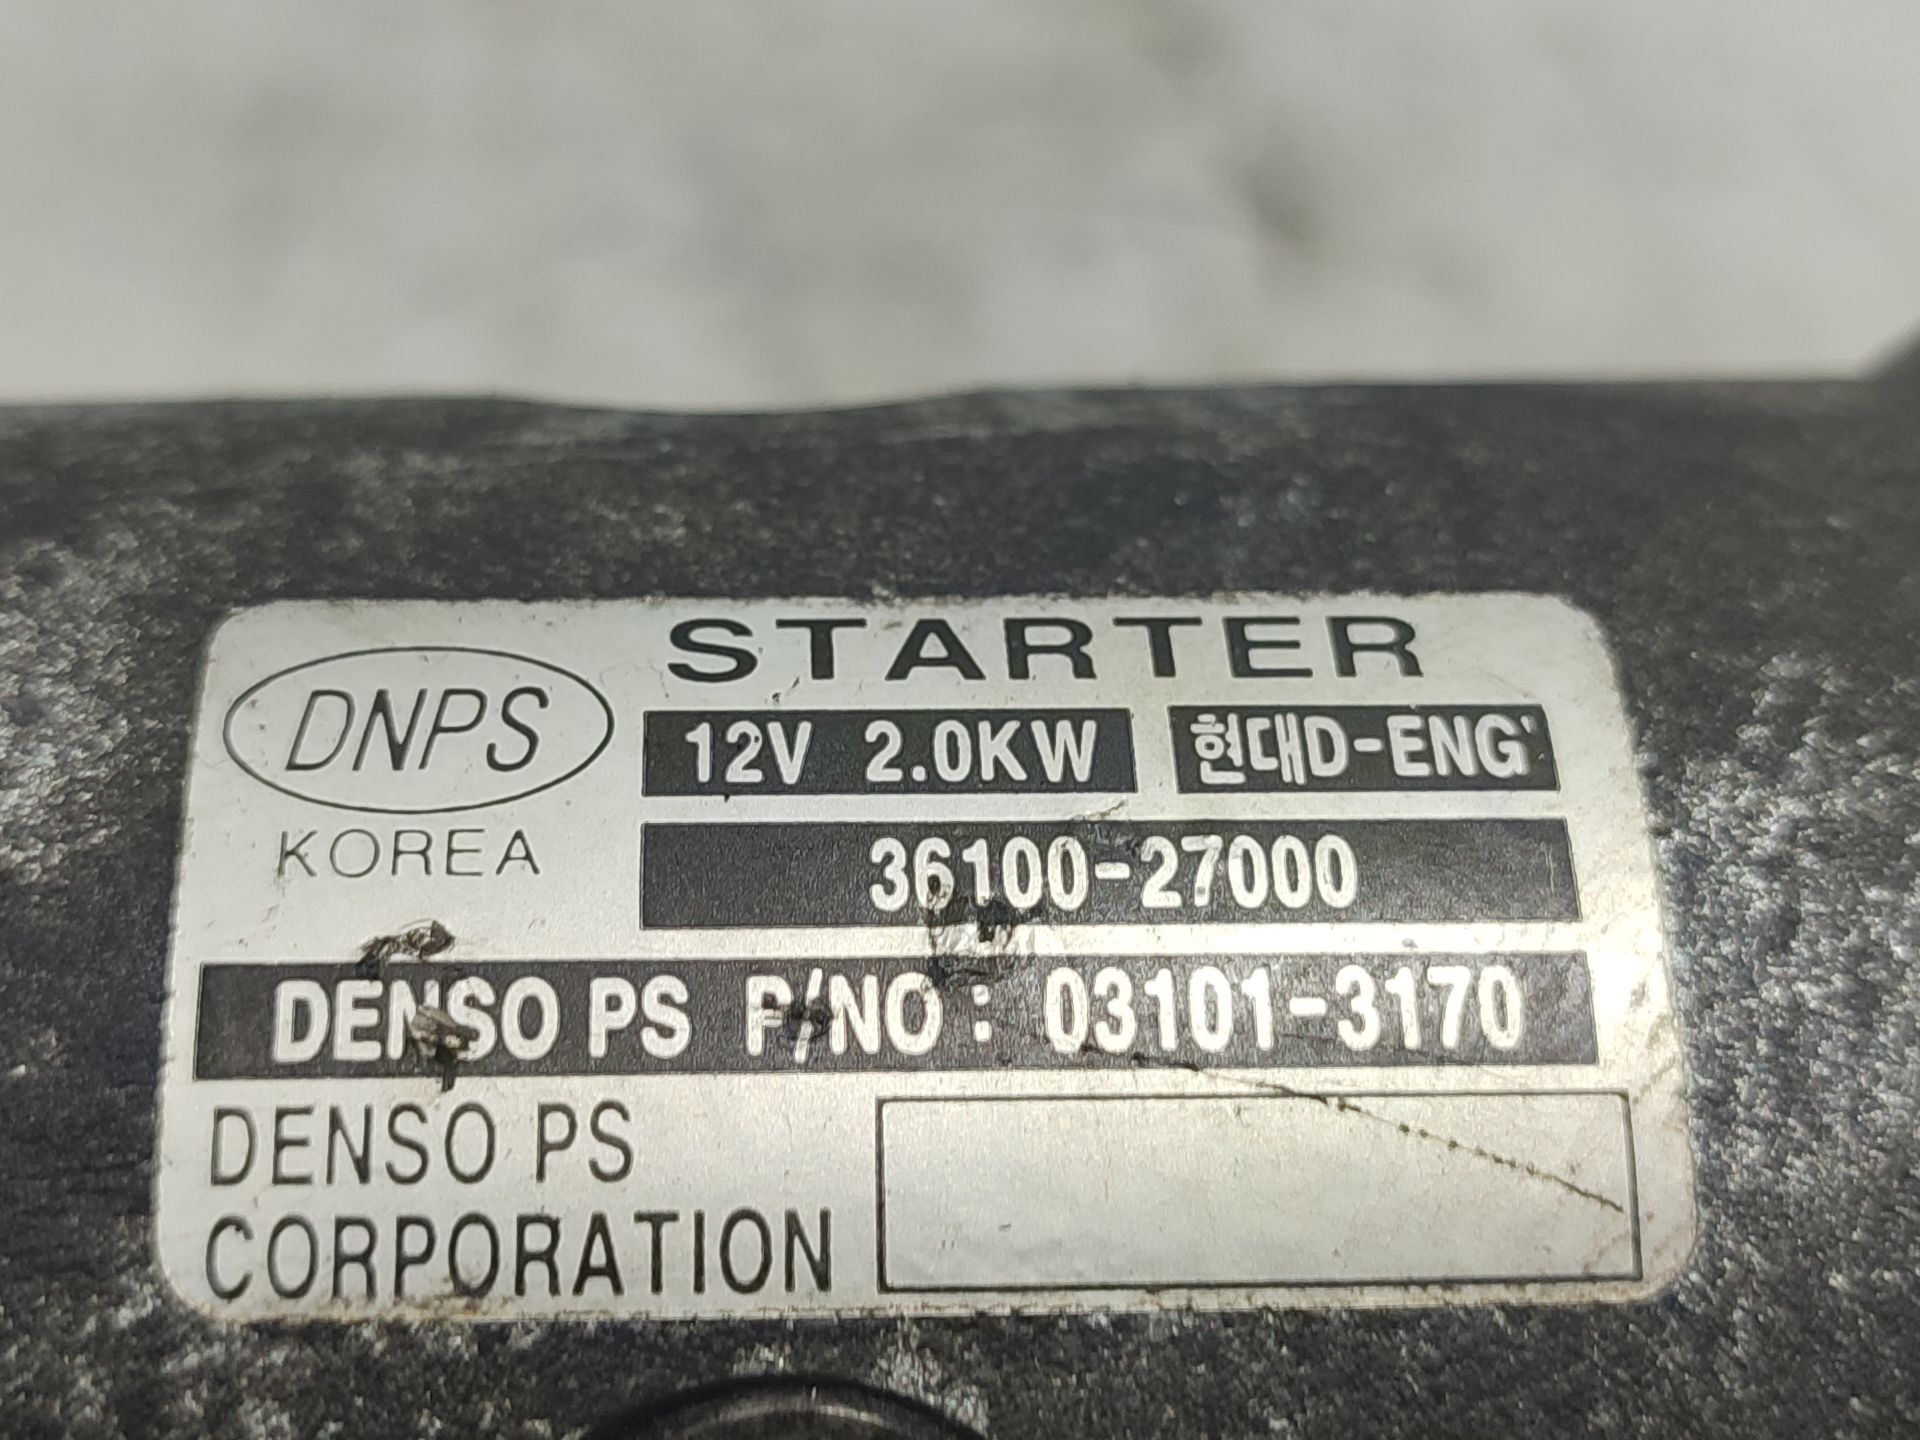 STARTER
DNPS
12V 2.0KW 현대D-ENG'
KOREA
36100-27000
DENSO PS P/NO: 03101-3170
DENSO PS
CORPORATION